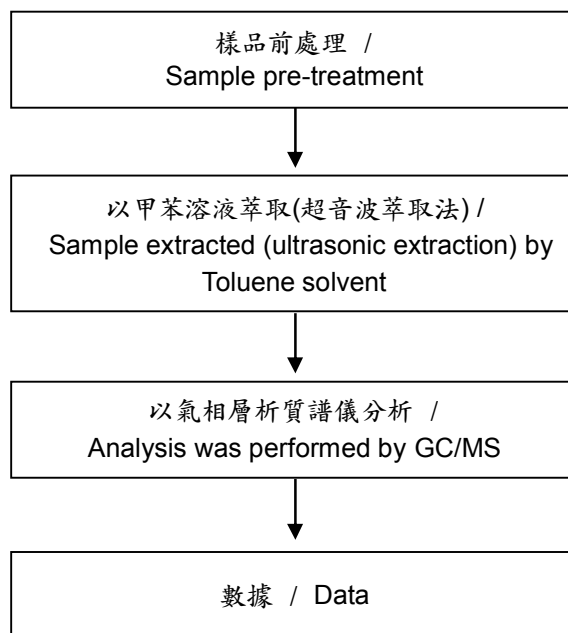 樣品前處理 /
Sample pre-treatment
以甲苯溶液萃取(超音波萃取法) /
Sample extracted (ultrasonic extraction) by
Toluene solvent
以氣相層析質譜儀分析 /
Analysis was performed by GC/MS
數據 / Data